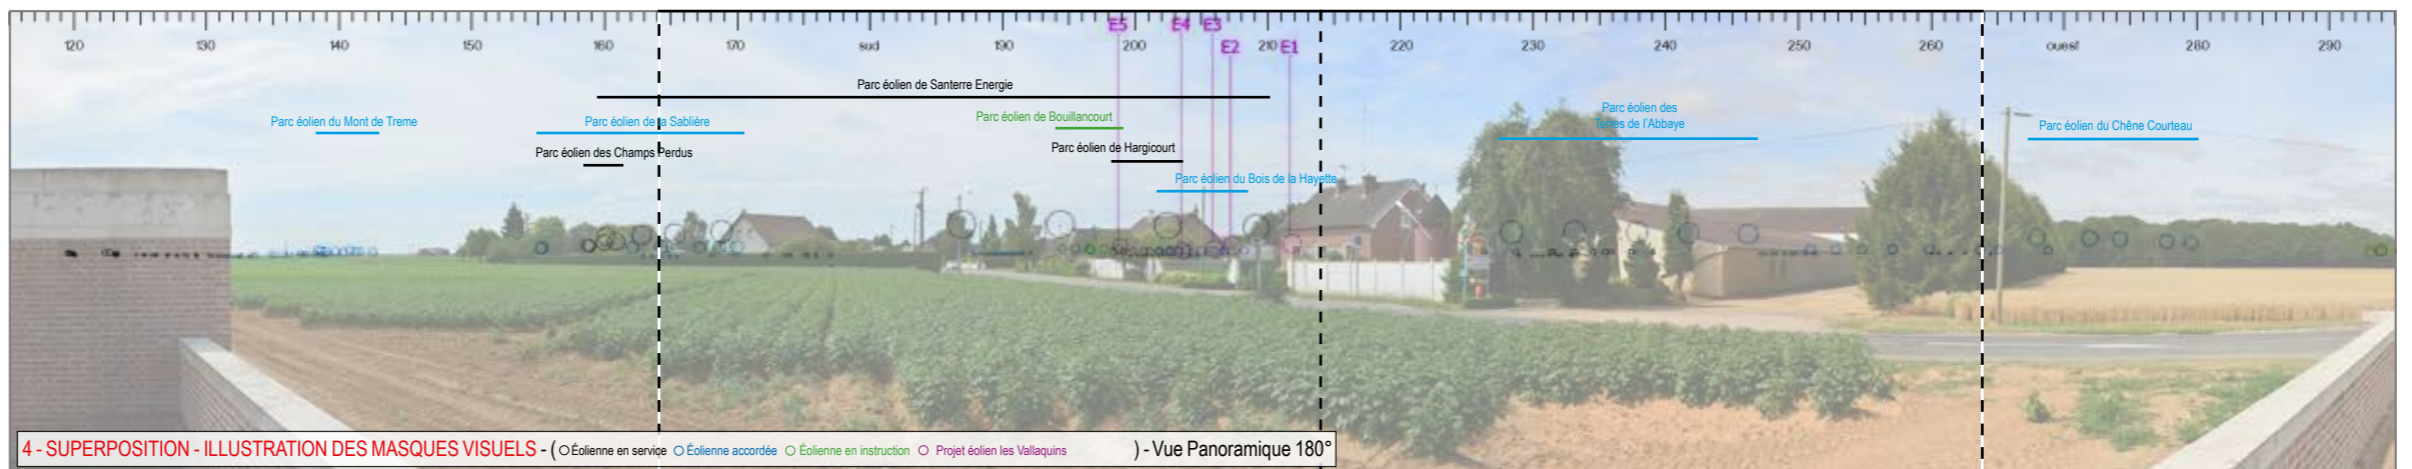 E5 E4 E3
120 130 140 150 160 170 sud 190 200 E2 210 E1 220 230 240 250 260 ouest 280 290
Parc éolien de Santerre Energie
Parc éolien du Mont de Treme
Parc éolien de la Sablière
Parc éolien de Bouillancourt
Parc éolien des
Terres de l'Abbaye
Parc éolien du Chêne Courteau
Parc éolien des Champs Perdus
Parc éolien de Hargicourt
Parc éolien du Bois de la Hayette
4 - SUPERPOSITION - ILLUSTRATION DES MASQUES VISUELS - ( Éolienne en service Éolienne accordée Éolienne en instruction Projet éolien les Vallaquins ) - Vue Panoramique 180°